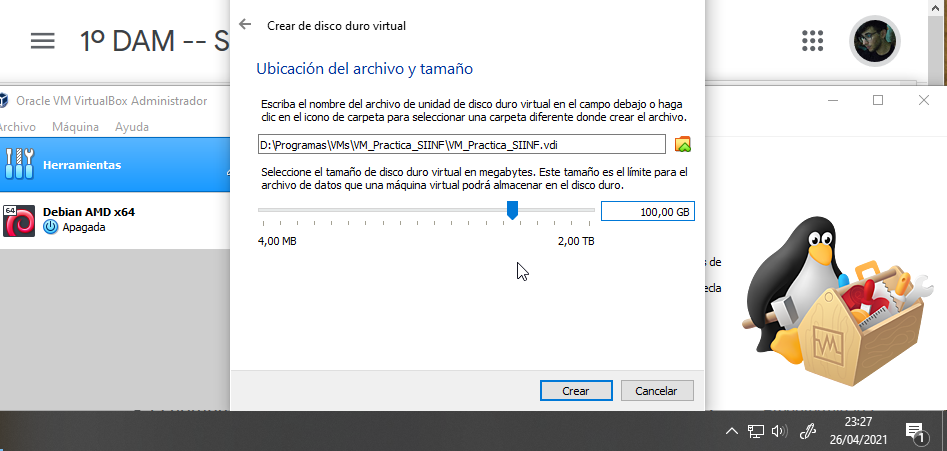 Crear de disco duro virtual
1º DAM -- S
Ubicación del archivo y tamaño
Oracle VM VirtualBox Administrador
Archivo Máquina Ayuda
Escriba el nombre del archivo de unidad de disco duro virtual en el campo debajo o haga
clic en el icono de carpeta para seleccionar una carpeta diferente donde crear el archivo.
D:\Programas\VMs\VM_Practica_SIINF\VM_Practica_SIINF.vdi
Herramientas
Seleccione el tamaño de disco duro virtual en megabytes. Este tamaño es el límite para el
archivo de datos que una máquina virtual podrá almacenar en el disco duro.
64
Debian AMD x64
Apagada
100,00 GB
4,00 MB
2,00 TB
s de
eda
Crear
Cancelar
23:27
26/04/2021
1